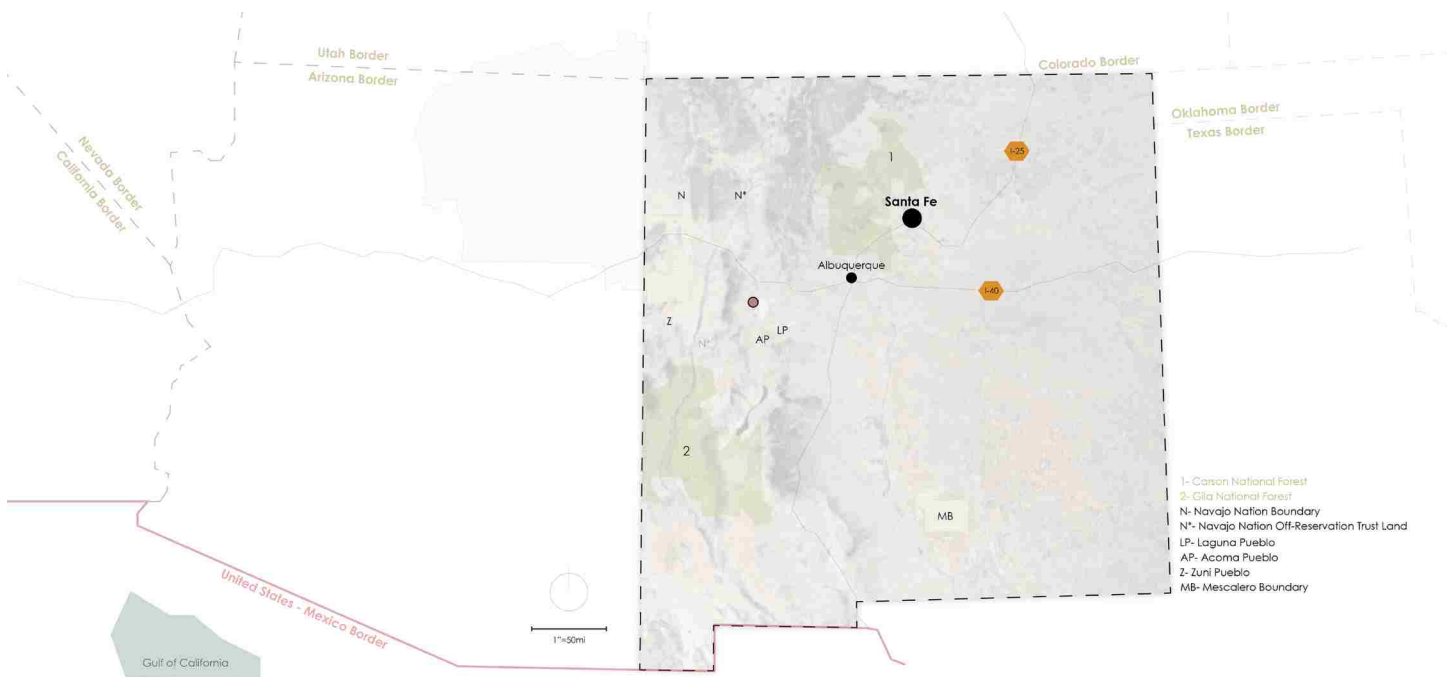 Utah Border
Arizona Border
Colorado Border
Oklahoma Border
Texas Border
Nevada Border
California Border
1
I-25
N
N*
Santa Fe
Albuquerque
I-40
Z
LP
AP
N*
2
MB
1- Carson National Forest
2- Gila National Forest
N- Navajo Nation Boundary
N*- Navajo Nation Off-Reservation Trust Land
LP- Laguna Pueblo
AP- Acoma Pueblo
Z- Zuni Pueblo
MB- Mescalero Boundary
United States - Mexico Border
1"=50mi
Gulf of California